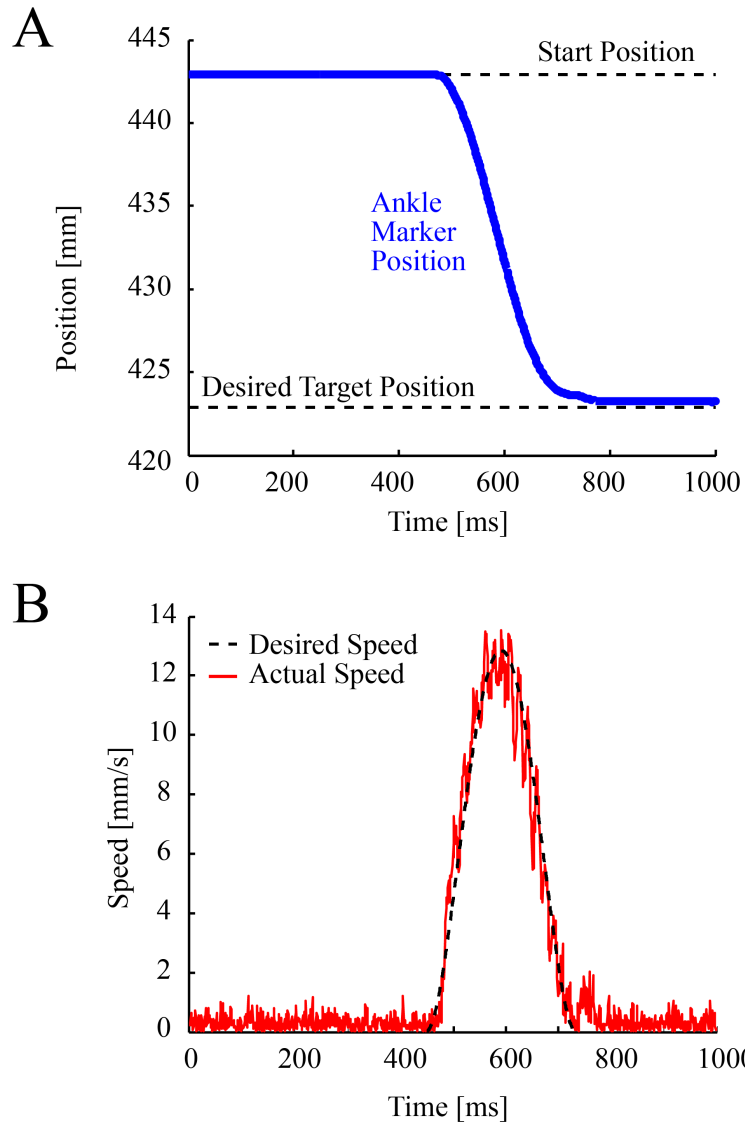 A
445
440
435
430
425
420
Position [mm]
Start Position
Ankle
Marker
Position
Desired Target Position
0
200
400
600
800
1000
Time [ms]
B
14
12
10
8
6
4
2
0
Speed [mm/s]
Desired Speed
Actual Speed
0
200
400
600
800
1000
Time [ms]